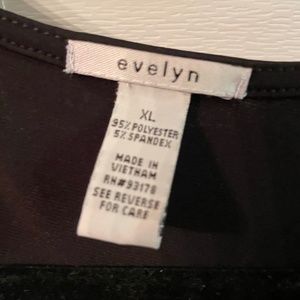 evelyn
XL
95% POLYESTER
5% SPANDEX
MADE IN
VIETNAM
RN#93178
SEE REVERSE
FOR CARE